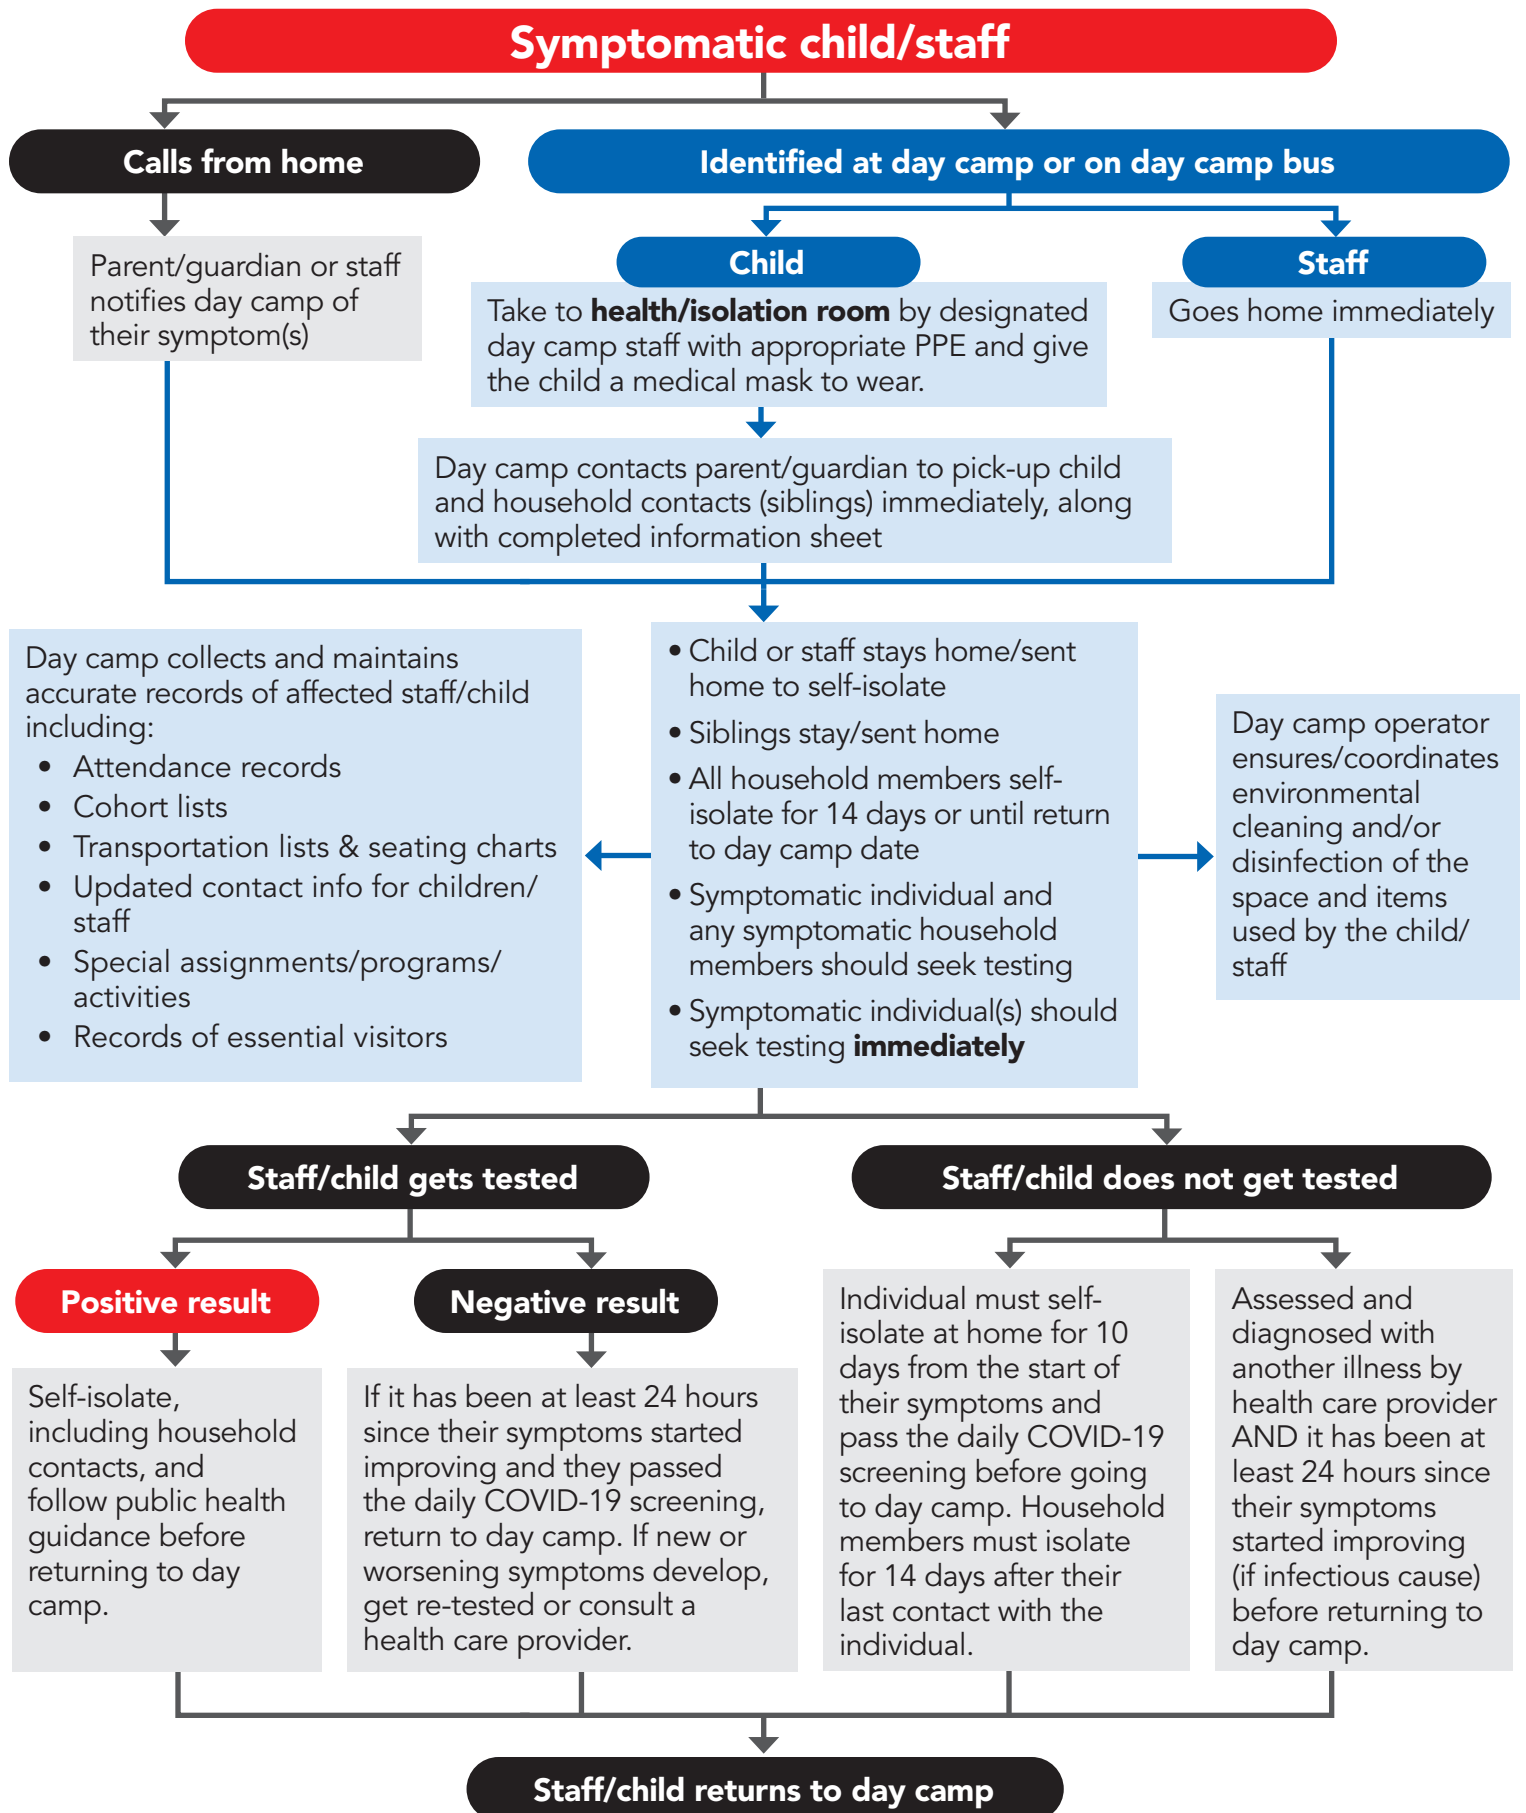 Symptomatic child/staff
Calls from home
Identified at day camp or on day camp bus
Parent/guardian or staff
notifies day camp of
their symptom(s)
Child
Take to health/isolation room by designated
day camp staff with appropriate PPE and give
the child a medical mask to wear.
Staff
Goes home immediately
Day camp contacts parent/guardian to pick-up child
and household contacts (siblings) immediately, along
with completed information sheet
Day camp collects and maintains
accurate records of affected staff/child
including:
• Attendance records
• Cohort lists
• Transportation lists & seating charts
• Updated contact info for children/
staff
• Special assignments/programs/
activities
• Records of essential visitors
• Child or staff stays home/sent
home to self-isolate
• Siblings stay/sent home
• All household members self-
isolate for 14 days or until return
to day camp date
• Symptomatic individual and
any symptomatic household
members should seek testing
• Symptomatic individual(s) should
seek testing immediately
Day camp operator
ensures/coordinates
environmental
cleaning and/or
disinfection of the
space and items
used by the child/
staff
Staff/child gets tested
Staff/child does not get tested
Positive result
Self-isolate,
including household
contacts, and
follow public health
guidance before
returning to day
camp.
Negative result
If it has been at least 24 hours
since their symptoms started
improving and they passed
the daily COVID-19 screening,
return to day camp. If new or
worsening symptoms develop,
get re-tested or consult a
health care provider.
Individual must self-
isolate at home for 10
days from the start of
their symptoms and
pass the daily COVID-19
screening before going
to day camp. Household
members must isolate
for 14 days after their
last contact with the
individual.
Assessed and
diagnosed with
another illness by
health care provider
AND it has been at
least 24 hours since
their symptoms
started improving
(if infectious cause)
before returning to
day camp.
Staff/child returns to day camp